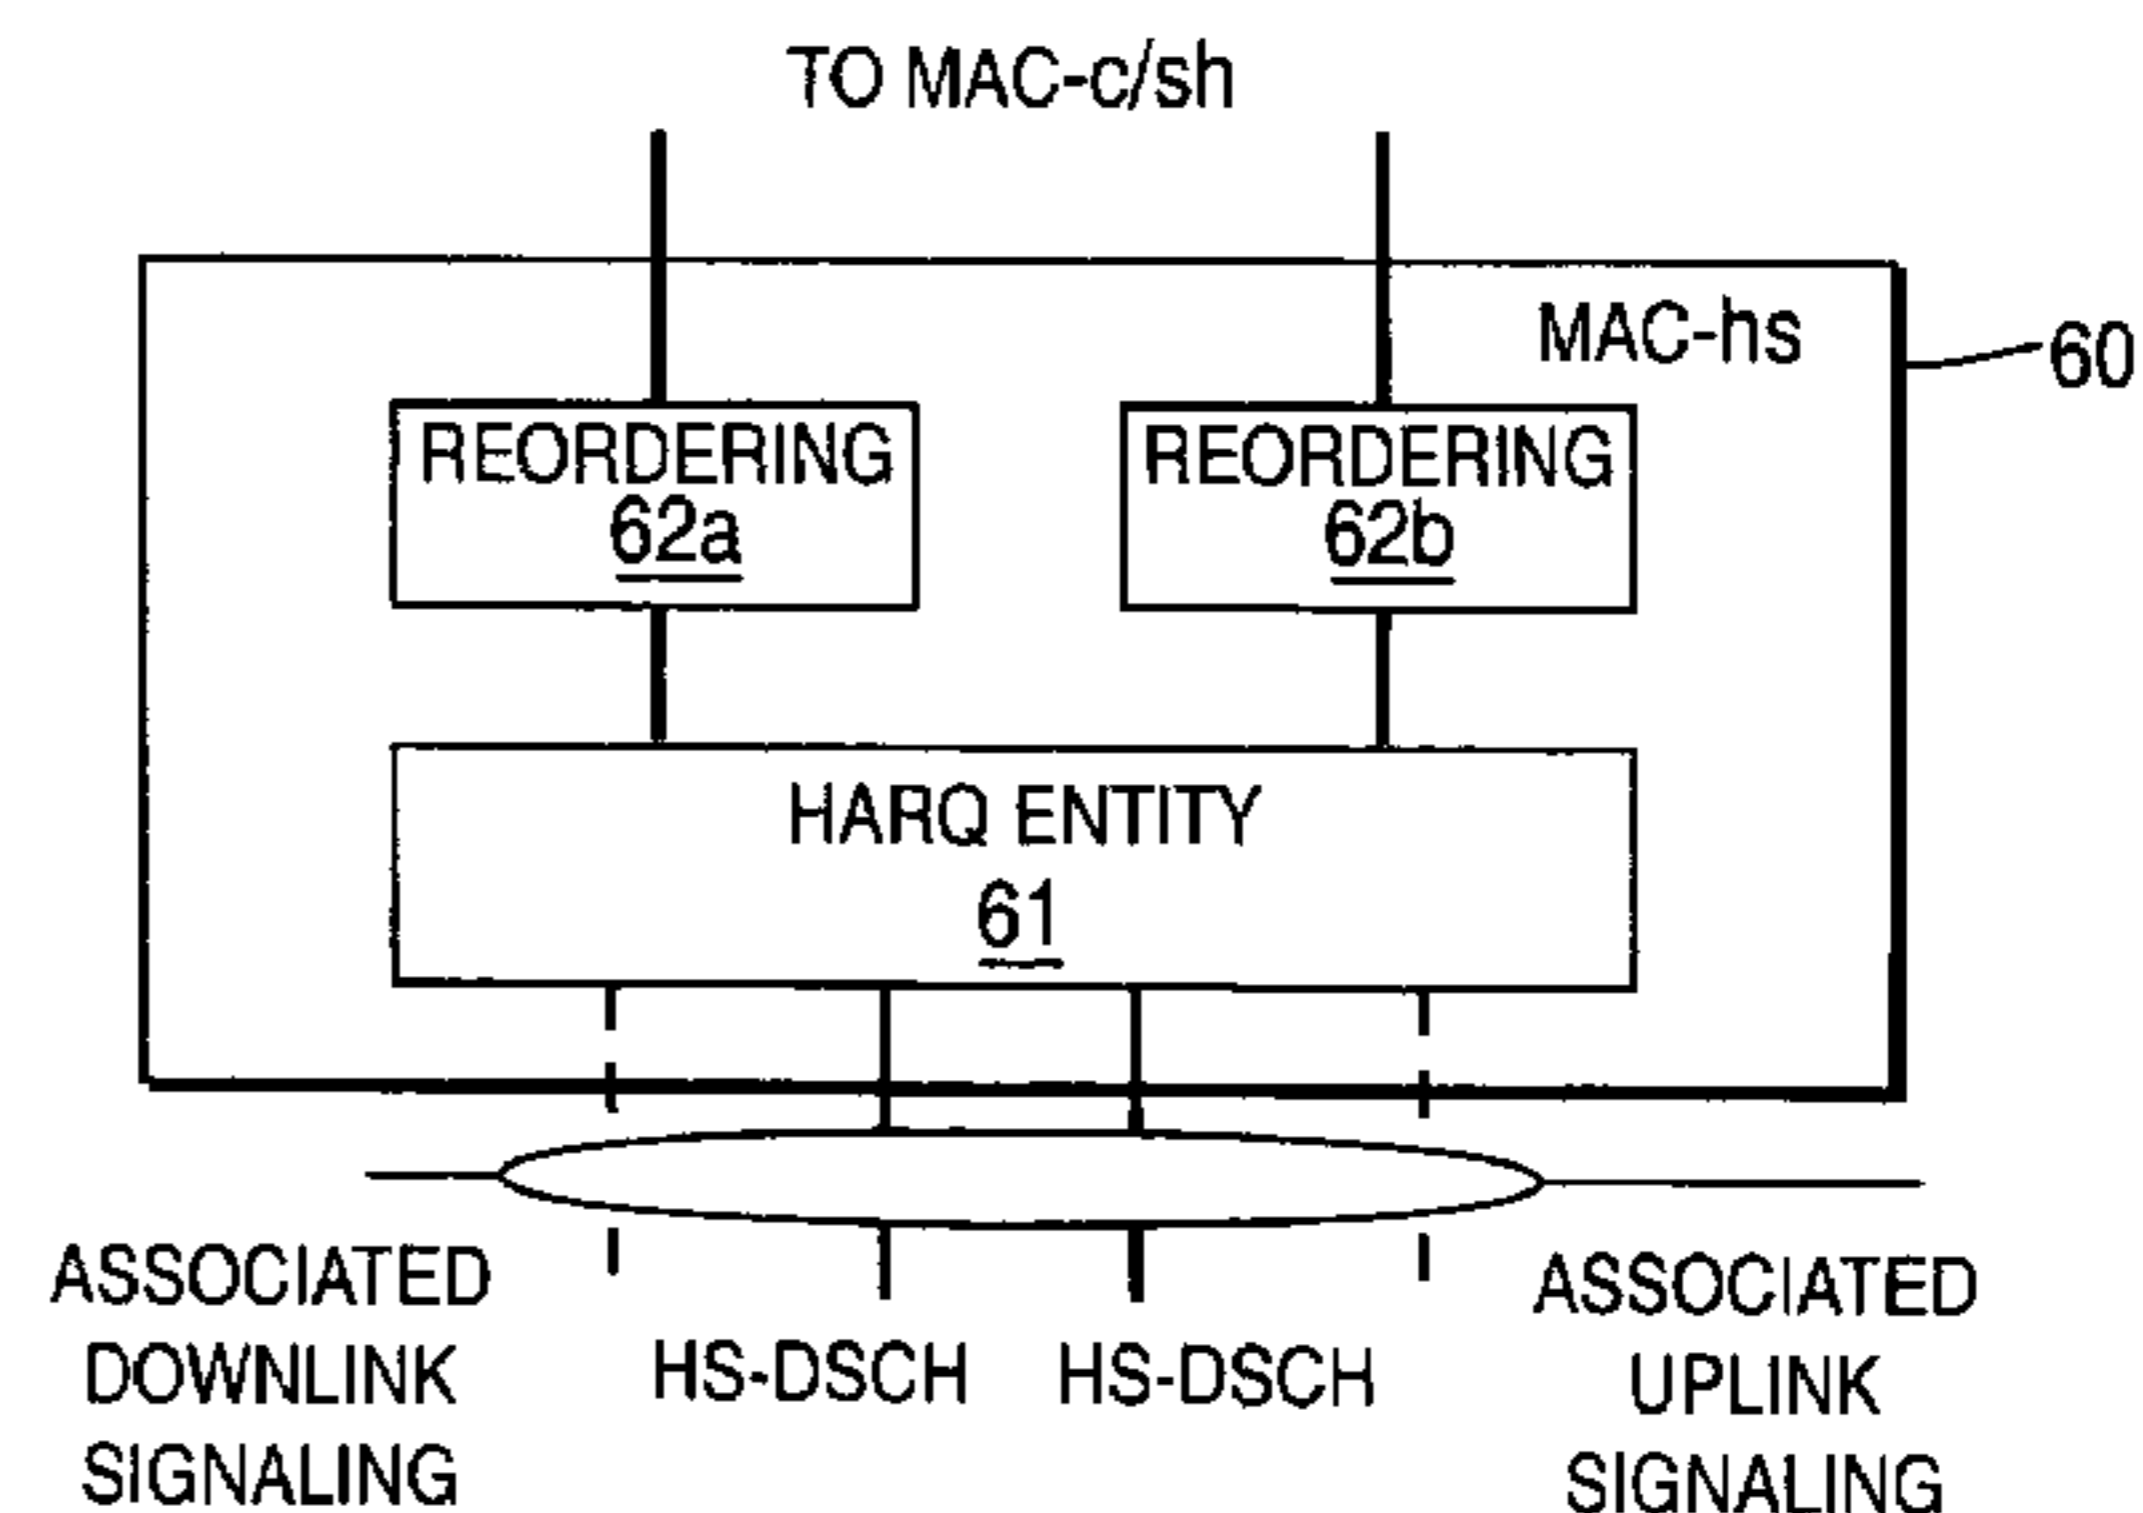 TO MAC-c/sh
MAC-hs
60
REORDERING
62a
REORDERING
62b
HARQ ENTITY
61
ASSOCIATED
DOWNLINK
SIGNALING
HS-DSCH
HS-DSCH
ASSOCIATED
UPLINK
SIGNALING